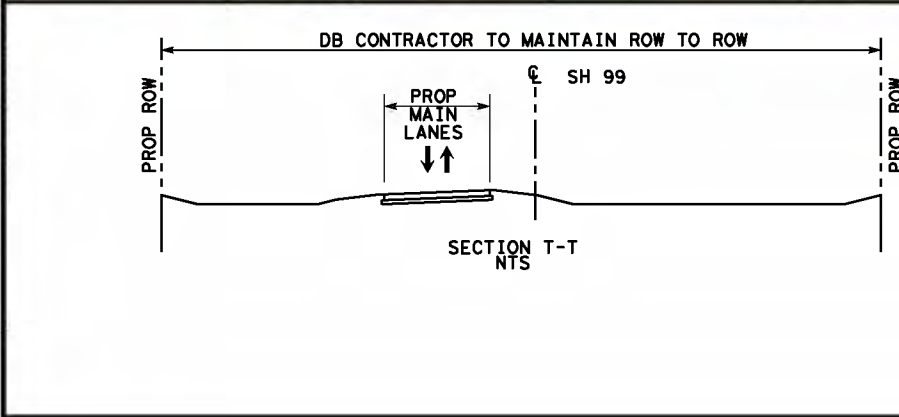 DB CONTRACTOR TO MAINTAIN ROW TO ROW
℄ SH 99
PROP ROW
PROP
MAIN
LANES
PROP ROW
SECTION T-T
NTS